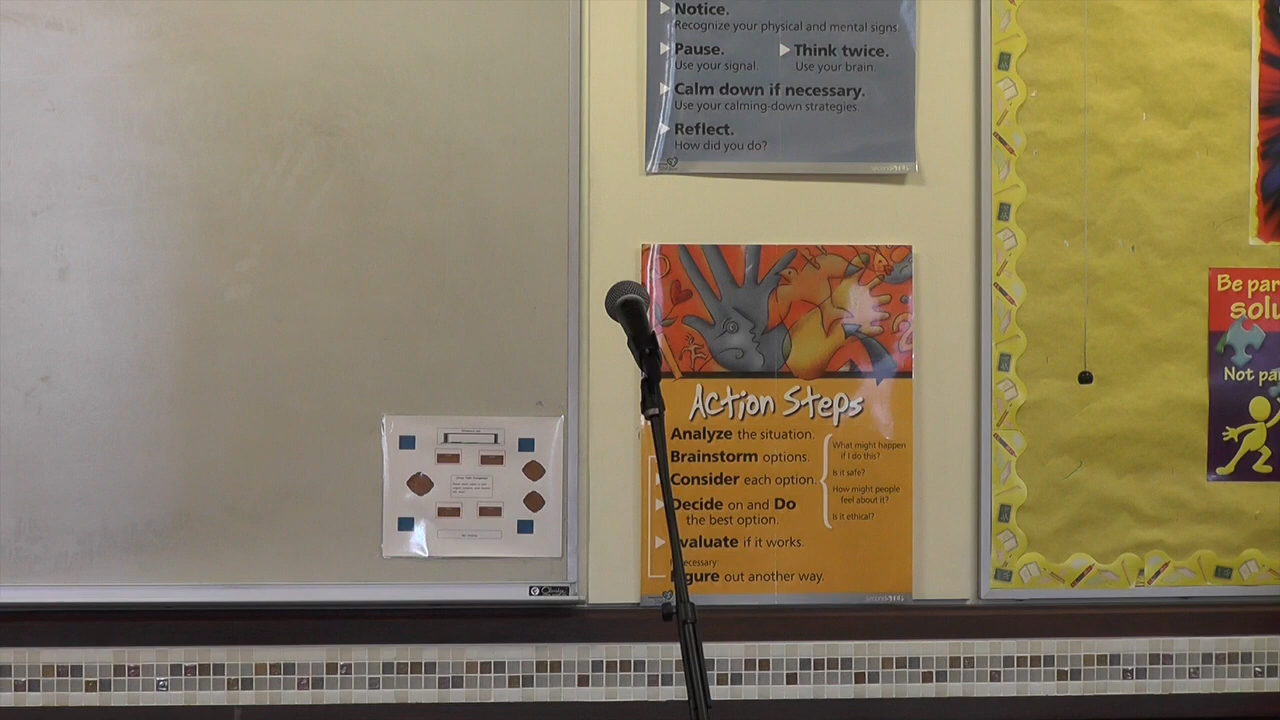 Notice.
Recognize your physical and mental signs.
Pause.
Use your signal.
Think twice.
Use your brain.
Calm down if necessary.
Use your calming-down strategies.
Reflect.
How did you do?
Action Steps
Analyze the situation.
Brainstorm options.
Consider each option.
Decide on and Do
the best option.
valuate if it works.
necessary:
gure out another way.
What might happen
if I do this?
Is it safe?
How might people
feel about it?
Is it ethical?
Be par
solu
Not pa